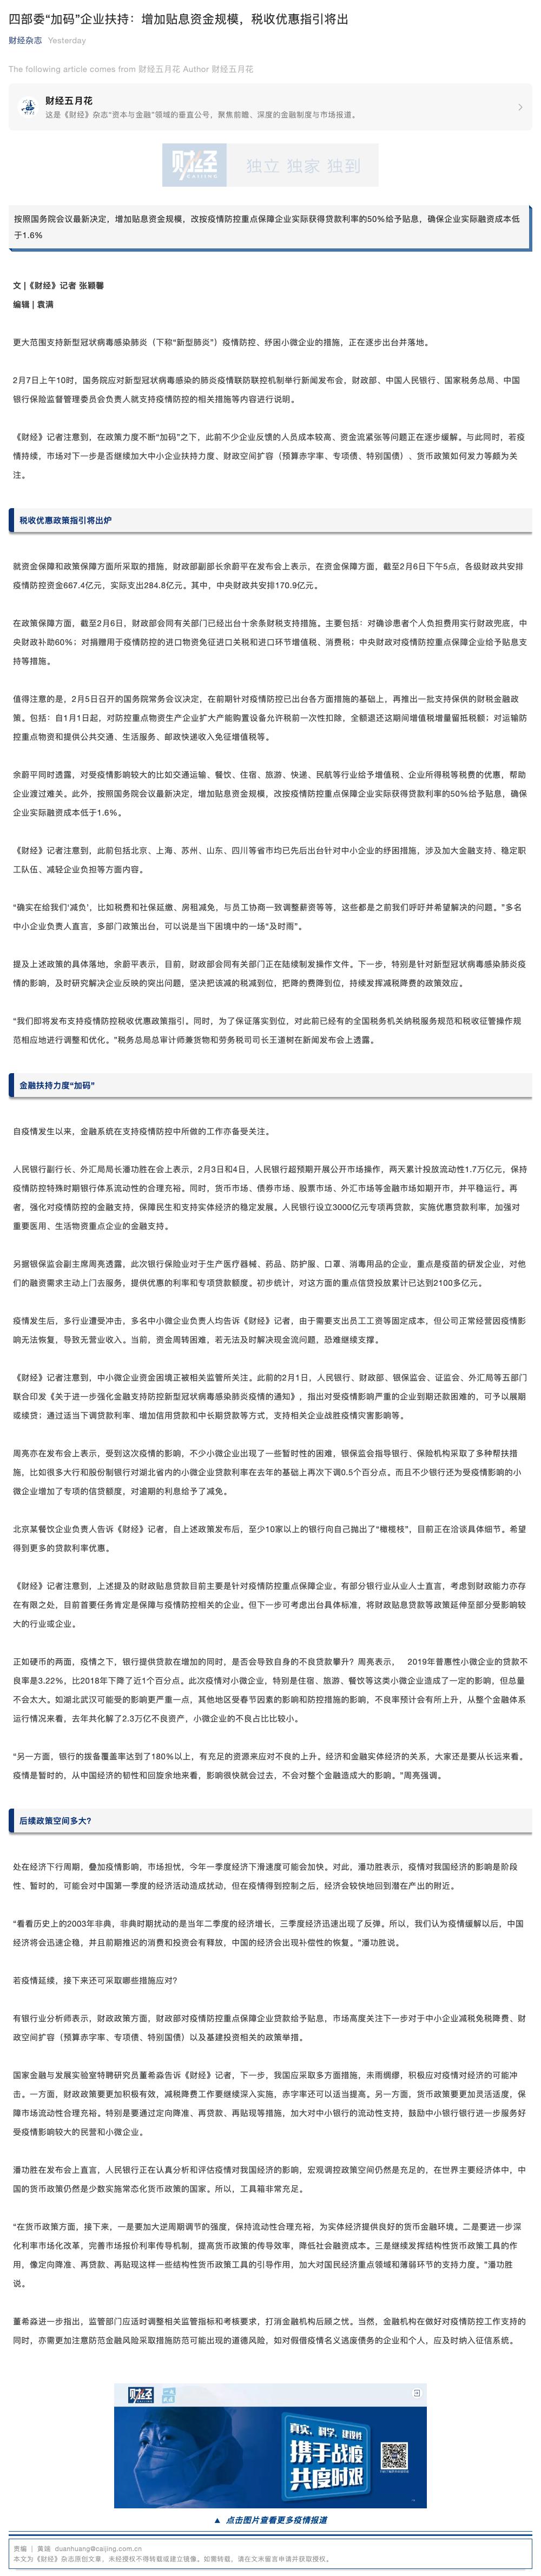 四部委“加码”企业扶持：增加贴息资金规模，税收优惠指引将出
财经杂志 Yesterday
The following article comes from 财经五月花 Author 财经五月花
财经五月花
这是《财经》杂志“资本与金融”领域的垂直公号，聚焦前瞻、深度的金融制度与市场报道。
财经
CAIJING
独立 独家 独到
按照国务院会议最新决定，增加贴息资金规模，改按疫情防控重点保障企业实际获得贷款利率的50%给予贴息，确保企业实际融资成本低
于1.6%
文 |《财经》记者 张颖馨
编辑 | 袁满
更大范围支持新型冠状病毒感染肺炎（下称“新型肺炎”）疫情防控、纾困小微企业的措施，正在逐步出台并落地。
2月7日上午10时，国务院应对新型冠状病毒感染的肺炎疫情联防联控机制举行新闻发布会，财政部、中国人民银行、国家税务总局、中国
银行保险监督管理委员会负责人就支持疫情防控的相关措施等内容进行说明。
《财经》记者注意到，在政策力度不断“加码”之下，此前不少企业反馈的人员成本较高、资金流紧张等问题正在逐步缓解。与此同时，若疫
情持续，市场对下一步是否继续加大中小企业扶持力度、财政空间扩容（预算赤字率、专项债、特别国债）、货币政策如何发力等颇为关
注。
税收优惠政策指引将出炉
就资金保障和政策保障方面所采取的措施，财政部副部长余蔚平在发布会上表示，在资金保障方面，截至2月6日下午5点，各级财政共安排
疫情防控资金667.4亿元，实际支出284.8亿元。其中，中央财政共安排170.9亿元。
在政策保障方面，截至2月6日，财政部会同有关部门已经出台十余条财税支持措施。主要包括：对确诊患者个人负担费用实行财政兜底，中
央财政补助60%；对捐赠用于疫情防控的进口物资免征进口关税和进口环节增值税、消费税；中央财政对疫情防控重点保障企业给予贴息支
持等措施。
值得注意的是，2月5日召开的国务院常务会议决定，在前期针对疫情防控已出台各方面措施的基础上，再推出一批支持保供的财税金融政
策。包括：自1月1日起，对防控重点物资生产企业扩大产能购置设备允许税前一次性扣除，全额退还这期间增值税增量留抵税额；对运输防
控重点物资和提供公共交通、生活服务、邮政快递收入免征增值税等。
余蔚平同时透露，对受疫情影响较大的比如交通运输、餐饮、住宿、旅游、快递、民航等行业给予增值税、企业所得税等税费的优惠，帮助
企业渡过难关。此外，按照国务院会议最新决定，增加贴息资金规模，改按疫情防控重点保障企业实际获得贷款利率的50%给予贴息，确保
企业实际融资成本低于1.6%。
《财经》记者注意到，此前包括北京、上海、苏州、山东、四川等省市均已先后出台针对中小企业的纾困措施，涉及加大金融支持、稳定职
工队伍、减轻企业负担等方面内容。
“确实在给我们‘减负’，比如税费和社保延缴、房租减免，与员工协商一致调整薪资等等，这些都是之前我们呼吁并希望解决的问题。”多名
中小企业负责人直言，多部门政策出台，可以说是当下困境中的一场“及时雨”。
提及上述政策的具体落地，余蔚平表示，目前，财政部会同有关部门正在陆续制发操作文件。下一步，特别是针对新型冠状病毒感染肺炎疫
情的影响，及时研究解决企业反映的突出问题，坚决把该减的税减到位，把降的费降到位，持续发挥减税降费的政策效应。
“我们即将发布支持疫情防控税收优惠政策指引。同时，为了保证落实到位，对此前已经有的全国税务机关纳税服务规范和税收征管操作规
范相应地进行调整和优化。”税务总局总审计师兼货物和劳务税司司长王道树在新闻发布会上透露。
金融扶持力度“加码”
自疫情发生以来，金融系统在支持疫情防控中所做的工作亦备受关注。
人民银行副行长、外汇局局长潘功胜在会上表示，2月3日和4日，人民银行超预期开展公开市场操作，两天累计投放流动性1.7万亿元，保持
疫情防控特殊时期银行体系流动性的合理充裕。同时，货币市场、债券市场、股票市场、外汇市场等金融市场如期开市，并平稳运行。再
者，强化对疫情防控的金融支持，保障民生和支持实体经济的稳定发展。人民银行设立3000亿元专项再贷款，实施优惠贷款利率，加强对
重要医用、生活物资重点企业的金融支持。
另据银保监会副主席周亮透露，此次银行保险业对于生产医疗器械、药品、防护服、口罩、消毒用品的企业，重点是疫苗的研发企业，对他
们的融资需求主动上门去服务，提供优惠的利率和专项贷款额度。初步统计，对这方面的重点信贷投放累计已达到2100多亿元。
疫情发生后，多行业遭受冲击，多名中小微企业负责人均告诉《财经》记者，由于需要支出员工工资等固定成本，但公司正常经营因疫情影
响无法恢复，导致无营业收入。当前，资金周转困难，若无法及时解决现金流问题，恐难继续支撑。
《财经》记者注意到，中小微企业资金困境正被相关监管所关注。此前的2月1日，人民银行、财政部、银保监会、证监会、外汇局等五部门
联合印发《关于进一步强化金融支持防控新型冠状病毒感染肺炎疫情的通知》，指出对受疫情影响严重的企业到期还款困难的，可予以展期
或续贷；通过适当下调贷款利率、增加信用贷款和中长期贷款等方式，支持相关企业战胜疫情灾害影响等。
周亮亦在发布会上表示，受到这次疫情的影响，不少小微企业出现了一些暂时性的困难，银保监会指导银行、保险机构采取了多种帮扶措
施，比如很多大行和股份制银行对湖北省内的小微企业贷款利率在去年的基础上再次下调0.5个百分点。而且不少银行还为受疫情影响的小
微企业增加了专项的信贷额度，对逾期的利息给予了减免。
北京某餐饮企业负责人告诉《财经》记者，自上述政策发布后，至少10家以上的银行向自己抛出了“橄榄枝”，目前正在洽谈具体细节。希望
得到更多的贷款利率优惠。
《财经》记者注意到，上述提及的财政贴息贷款目前主要是针对疫情防控重点保障企业。有部分银行业从业人士直言，考虑到财政能力亦存
在有限之处，目前首要任务肯定是保障与疫情防控相关的企业。但下一步可考虑出台具体标准，将财政贴息贷款等政策延伸至部分受影响较
大的行业或企业。
正如硬币的两面，疫情之下，银行提供贷款在增加的同时，是否会导致自身的不良贷款攀升？周亮表示， 2019年普惠性小微企业的贷款不
良率是3.22%，比2018年下降了近1个百分点。此次疫情对小微企业，特别是住宿、旅游、餐饮等这类小微企业造成了一定的影响，但总量
不会太大。如湖北武汉可能受的影响更严重一点，其他地区受春节因素的影响和防控措施的影响，不良率预计会有所上升，从整个金融体系
运行情况来看，去年共化解了2.3万亿不良资产，小微企业的不良占比比较小。
“另一方面，银行的拨备覆盖率达到了180%以上，有充足的资源来应对不良的上升。经济和金融实体经济的关系，大家还是要从长远来看。
疫情是暂时的，从中国经济的韧性和回旋余地来看，影响很快就会过去，不会对整个金融造成大的影响。”周亮强调。
后续政策空间多大？
处在经济下行周期，叠加疫情影响，市场担忧，今年一季度经济下滑速度可能会加快。对此，潘功胜表示，疫情对我国经济的影响是阶段
性、暂时的，可能会对中国第一季度的经济活动造成扰动，但在疫情得到控制之后，经济会较快地回到潜在产出的附近。
“看看历史上的2003年非典，非典时期扰动的是当年二季度的经济增长，三季度经济迅速出现了反弹。所以，我们认为疫情缓解以后，中国
经济将会迅速企稳，并且前期推迟的消费和投资会有释放，中国的经济会出现补偿性的恢复。”潘功胜说。
若疫情延续，接下来还可采取哪些措施应对？
有银行业分析师表示，财政政策方面，财政部对疫情防控重点保障企业贷款给予贴息，市场高度关注下一步对于中小企业减税免税降费、财
政空间扩容（预算赤字率、专项债、特别国债）以及基建投资相关的政策举措。
国家金融与发展实验室特聘研究员董希淼告诉《财经》记者，下一步，我国应采取多方面措施，未雨绸缪，积极应对疫情对经济的可能冲
击。一方面，财政政策要更加积极有效，减税降费工作要继续深入实施，赤字率还可以适当提高。另一方面，货币政策要更加灵活适度，保
障市场流动性合理充裕。特别是要通过定向降准、再贷款、再贴现等措施，加大对中小银行的流动性支持，鼓励中小银行银行进一步服务好
受疫情影响较大的民营和小微企业。
潘功胜在发布会上直言，人民银行正在认真分析和评估疫情对我国经济的影响，宏观调控政策空间仍然是充足的，在世界主要经济体中，中
国的货币政策仍然是少数实施常态化货币政策的国家。所以，工具箱非常充足。
“在货币政策方面，接下来，一是要加大逆周期调节的强度，保持流动性合理充裕，为实体经济提供良好的货币金融环境。二是要进一步深
化利率市场化改革，完善市场报价利率传导机制，提高货币政策的传导效率，降低社会融资成本。三是继续发挥结构性货币政策工具的作
用，像定向降准、再贷款、再贴现这样一些结构性货币政策工具的引导作用，加大对国民经济重点领域和薄弱环节的支持力度。”潘功胜
说。
董希淼进一步指出，监管部门应适时调整相关监管指标和考核要求，打消金融机构后顾之忧。当然，金融机构在做好对疫情防控工作支持的
同时，亦需更加注意防范金融风险采取措施防范可能出现的道德风险，如对假借疫情名义逃废债务的企业和个人，应及时纳入征信系统。
财经
真实、科学、建设性
携手战疫
共度时艰
▲ 点击图片查看更多疫情报道
责编 | 黄端 duanhuang@caijing.com.cn
本文为《财经》杂志原创文章，未经授权不得转载或建立镜像。如需转载，请在文末留言申请并获取授权。